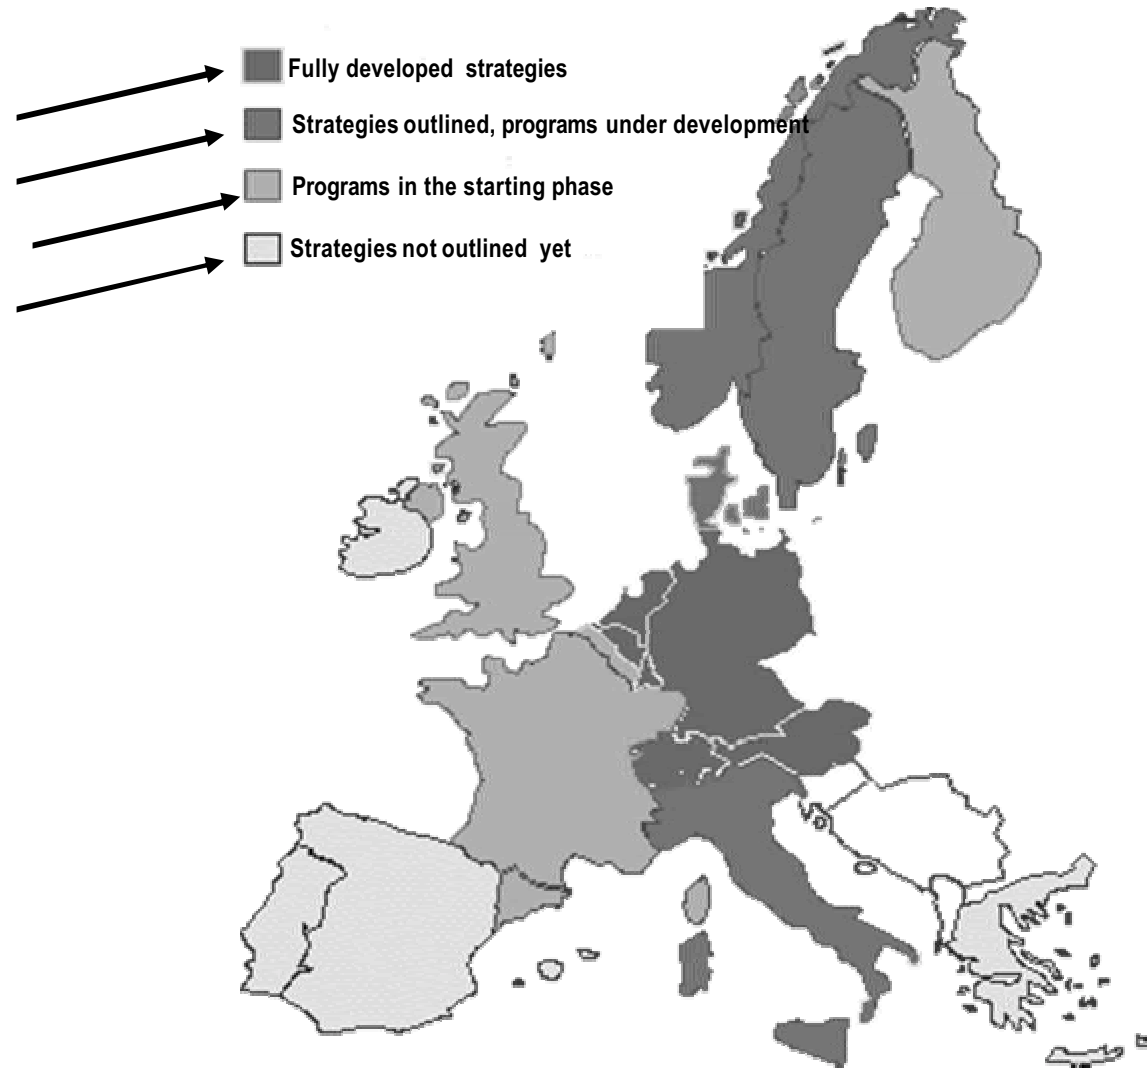 Fully developed strategies
Strategies outlined, programs under development
Programs in the starting phase
Strategies not outlined yet